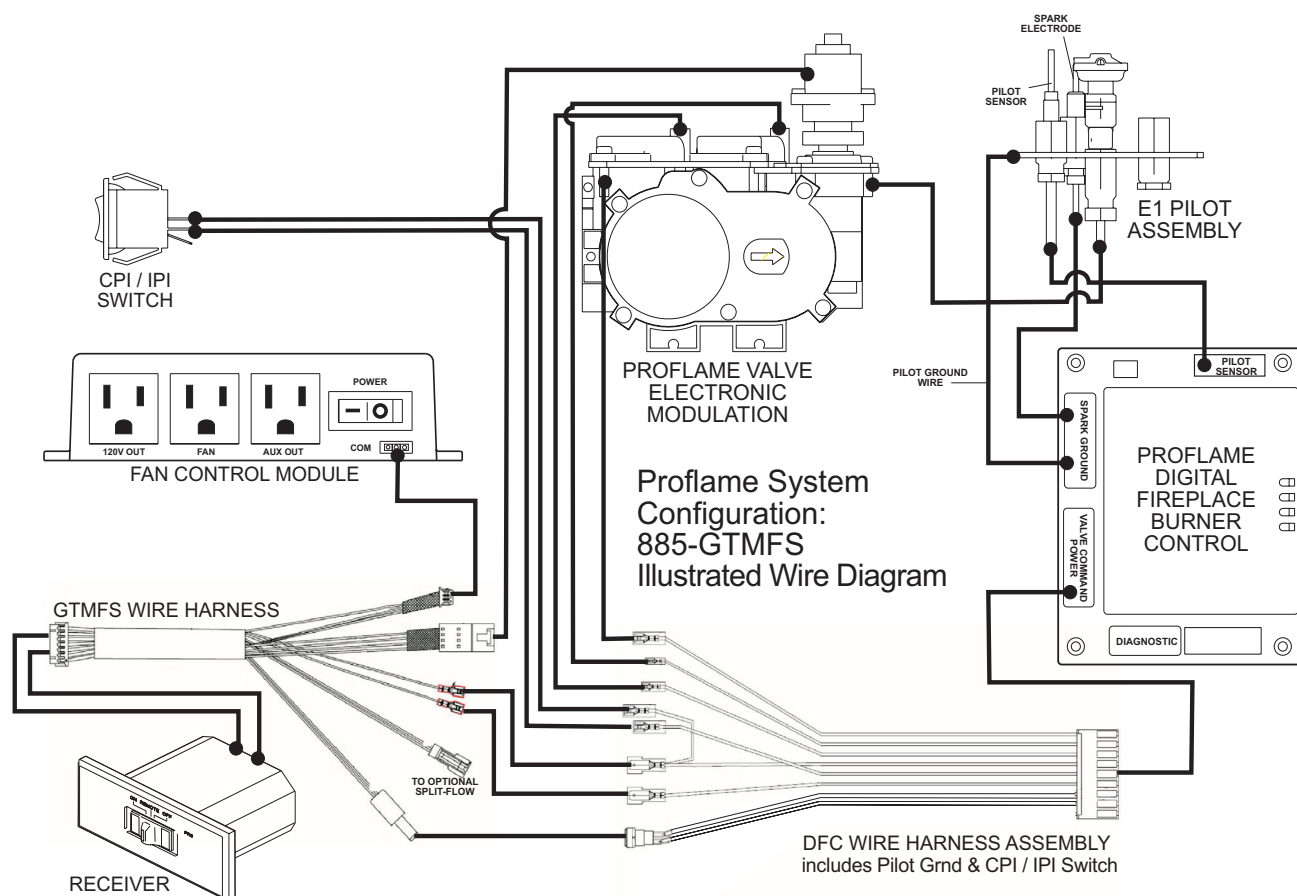 SPARK
ELECTRODE
PILOT
SENSOR
E1 PILOT
ASSEMBLY
CPI / IPI
SWITCH
PROFLAME VALVE
ELECTRONIC
MODULATION
PILOT GROUND
WIRE
PILOT
SENSOR
SPARK GROUND
VALVE COMMAND
POWER
PROFLAME
DIGITAL
FIREPLACE
BURNER
CONTROL
DIAGNOSTIC
POWER
120V OUT
FAN
AUX OUT
COM
FAN CONTROL MODULE
Proflame System
Configuration:
885-GTMFS
Illustrated Wire Diagram
GTMFS WIRE HARNESS
TO OPTIONAL
SPLIT-FLOW
ON REMOTE OFF
RECEIVER
DFC WIRE HARNESS ASSEMBLY
includes Pilot Grnd & CPI / IPI Switch